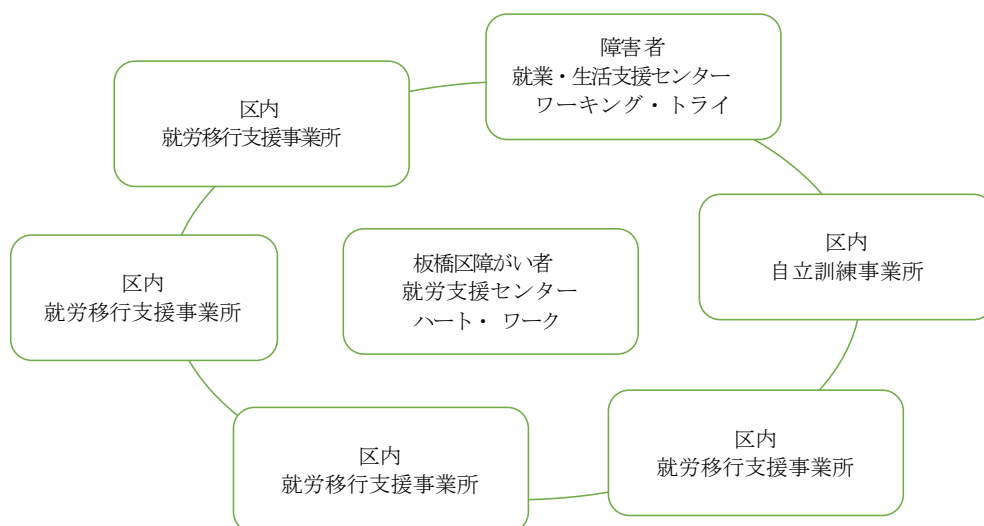 障害者
就業・生活支援センター
ワーキング・トライ
区内
就労移行支援事業所
区内
自立訓練事業所
区内
就労移行支援事業所
板橋区障がい者
就労支援センター
ハート・ ワーク
区内
就労移行支援事業所
区内
就労移行支援事業所